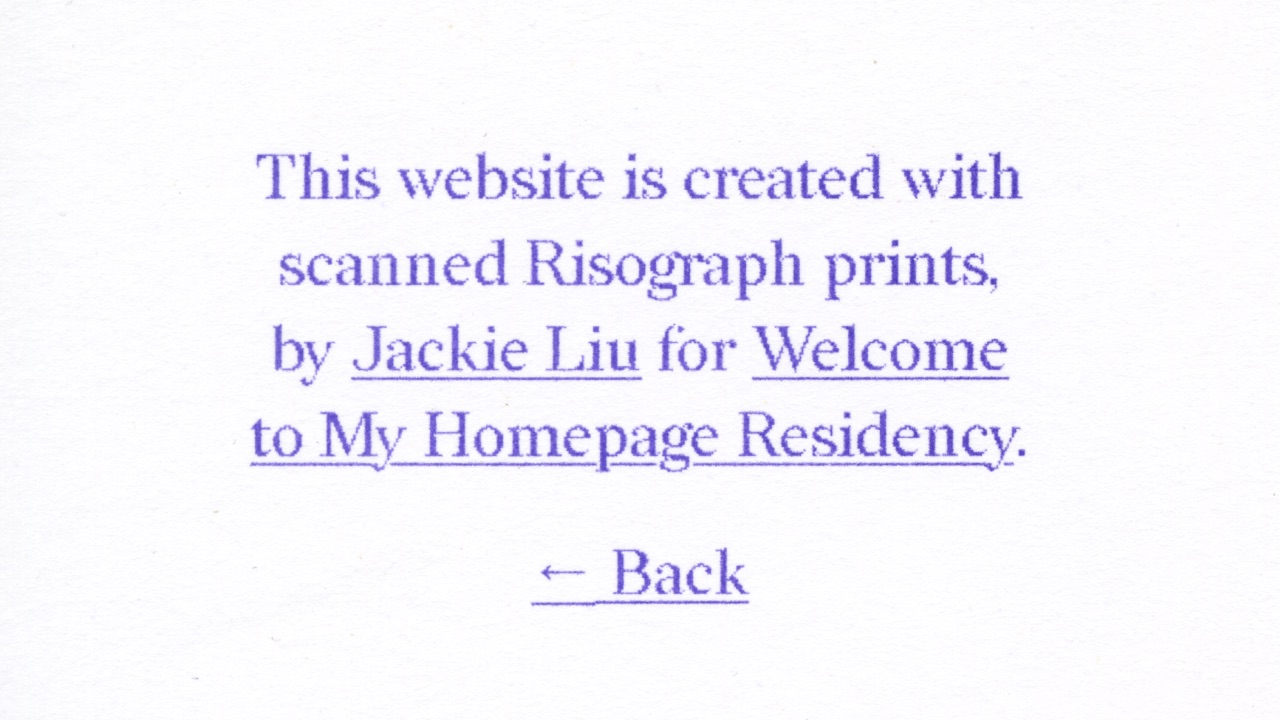 This website is created with
scanned Risograph prints,
by Jackie Liu for Welcome
to My Homepage Residency.
← Back